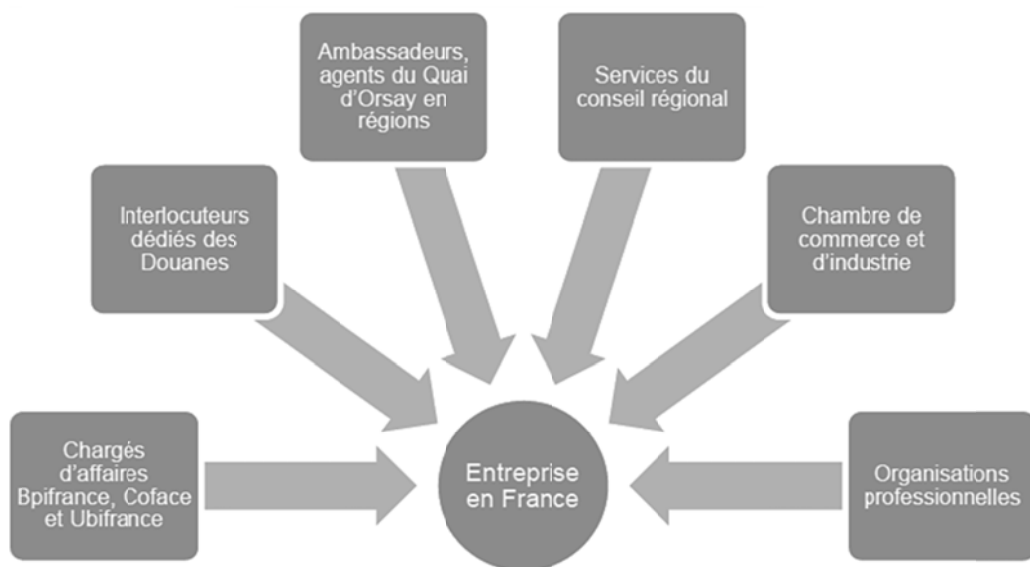 Ambassadeurs,
agents du Quai
d'Orsay en
régions
Services du
conseil régional
Interlocuteurs
dédiés des
Douanes
Chambre de
commerce et
d'industrie
Chargés
d'affaires
Bpifrance, Coface
et Ubifrance
Entreprise
en France
Organisations
professionnelles